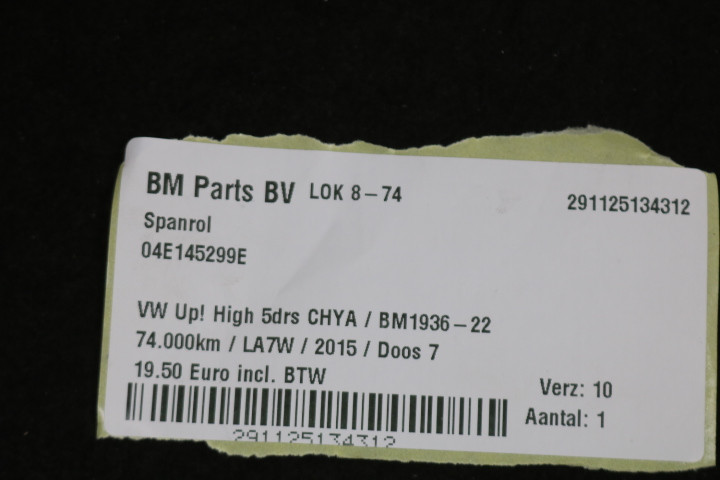 BM Parts BV LOK 8-74 291125134312
Spanrol
04E145299E
VW Up! High 5drs CHYA / BM1936-22
74.000km / LA7W / 2015 / Doos 7
19.50 Euro incl. BTW
Verz: 10
Aantal: 1
291125134312